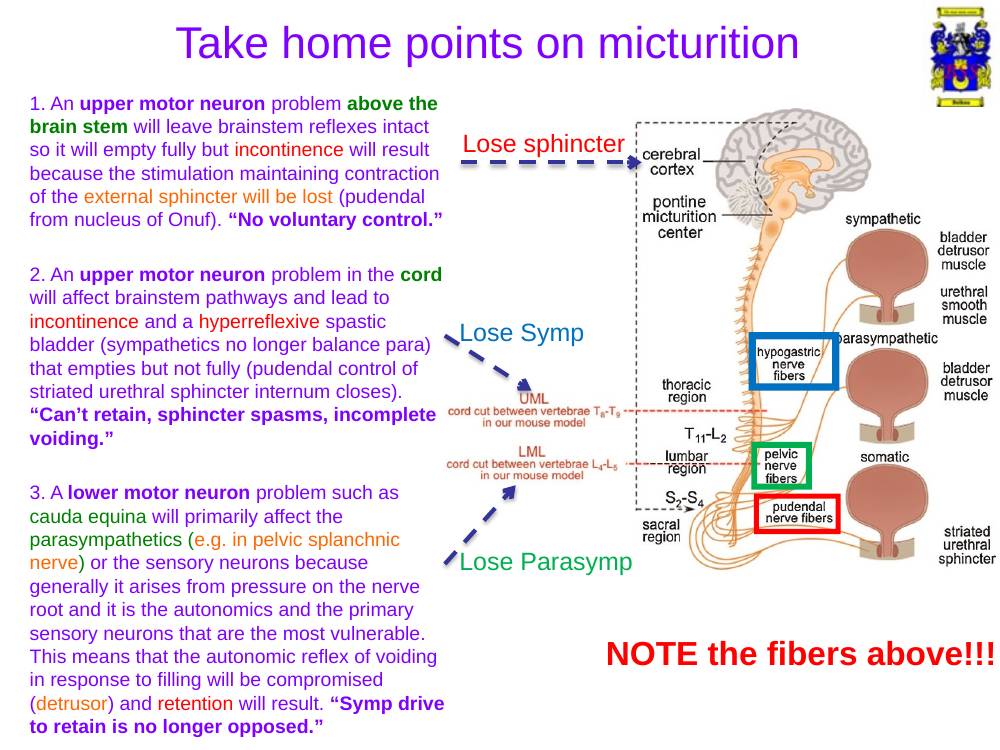 Take home points on micturition
1. An upper motor neuron problem above the
brain stem will leave brainstem reflexes intact
so it will empty fully but incontinence will result
because the stimulation maintaining contraction
of the external sphincter will be lost (pudendal
from nucleus of Onuf). “No voluntary control.”
2. An upper motor neuron problem in the cord
will affect brainstem pathways and lead to
incontinence and a hyperreflexive spastic
bladder (sympathetics no longer balance para)
that empties but not fully (pudendal control of
striated urethral sphincter internum closes).
“Can’t retain, sphincter spasms, incomplete
voiding.”
3. A lower motor neuron problem such as
cauda equina will primarily affect the
parasympathetics (e.g. in pelvic splanchnic
nerve) or the sensory neurons because
generally it arises from pressure on the nerve
root and it is the autonomics and the primary
sensory neurons that are the most vulnerable.
This means that the autonomic reflex of voiding
in response to filling will be compromised
(detrusor) and retention will result. “Symp drive
to retain is no longer opposed.”
Lose sphincter
Lose Symp
UML
cord cut between vertebrae T8-T9
in our mouse model
LML
cord cut between vertebrae L4-L5
in our mouse model
Lose Parasymp
cerebral
cortex
pontine
micturition
center
thoracic
region
T11-L2
lumbar
region
S2-S4
sacral
region
hypogastric
nerve
fibers
pelvic
nerve
fibers
pudendal
nerve fibers
sympathetic
bladder
detrusor
muscle
urethral
smooth
muscle
parasympathetic
bladder
detrusor
muscle
somatic
striated
urethral
sphincter
NOTE the fibers above!!!